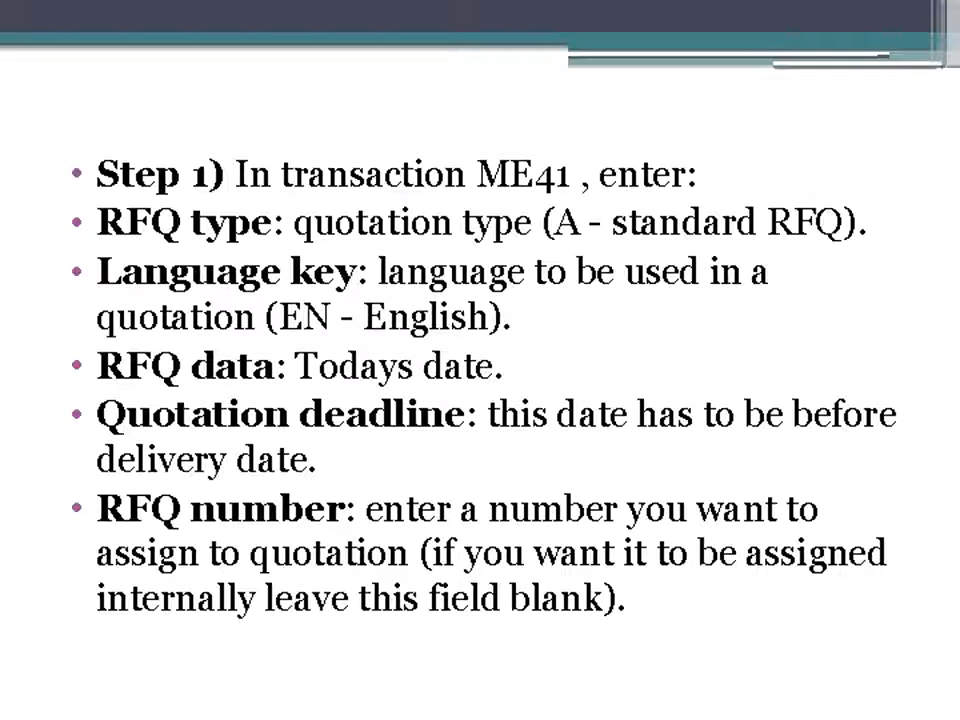 • Step 1) In transaction ME41 , enter:
• RFQ type: quotation type (A - standard RFQ).
• Language key: language to be used in a
quotation (EN - English).
• RFQ data: Todays date.
• Quotation deadline: this date has to be before
delivery date.
• RFQ number: enter a number you want to
assign to quotation (if you want it to be assigned
internally leave this field blank).